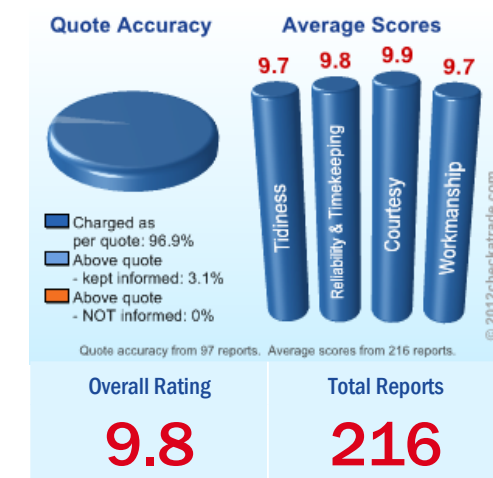 Quote Accuracy
Average Scores
9.7
9.8
9.9
9.7
Tidiness
Reliability & Timekeeping
Courtesy
Workmanship
Charged as
per quote: 96.9%
Above quote
- kept informed: 3.1%
Above quote
- NOT informed: 0%
© 2012checkatrade.com
Quote accuracy from 97 reports. Average scores from 216 reports.
Overall Rating
Total Reports
9.8
216